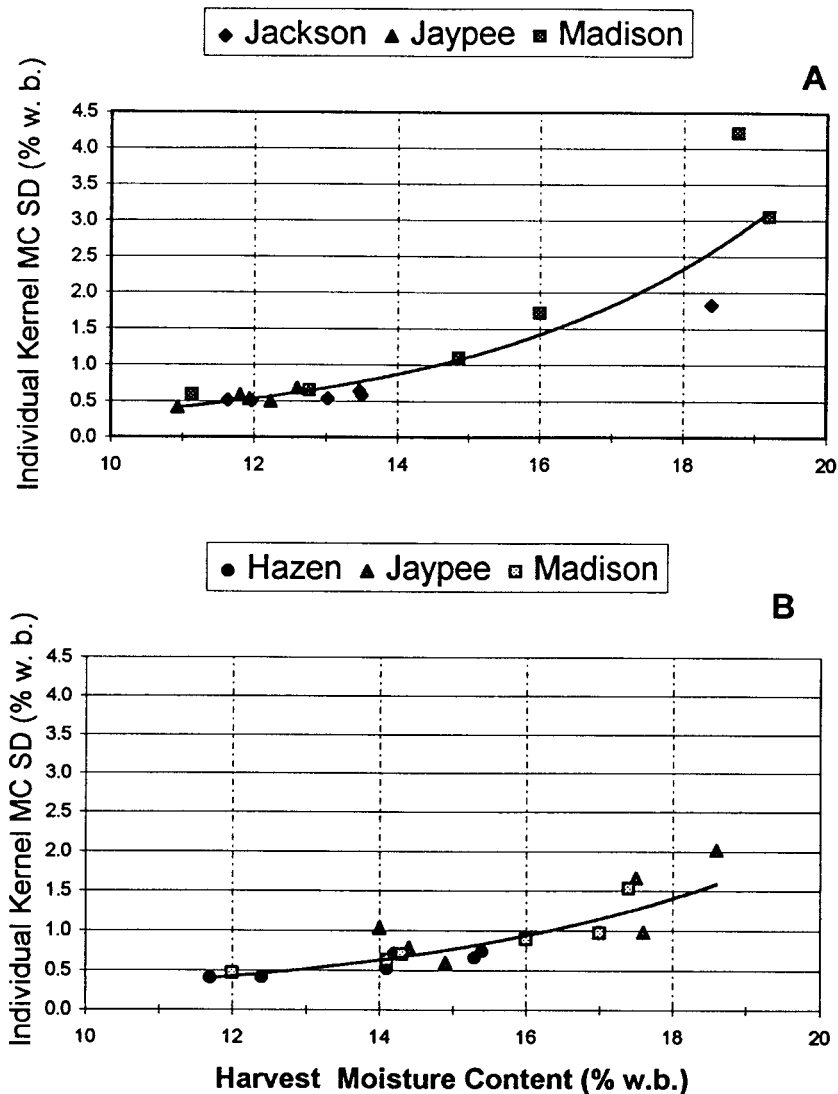 Jackson Jaypee Madison
A
Individual Kernel MC SD (% w. b.)
4.5
4.0
3.5
3.0
2.5
2.0
1.5
1.0
0.5
0.0
10 12 14 16 18 20
Hazen Jaypee Madison
B
Individual Kernel MC SD (% w. b.)
4.5
4.0
3.5
3.0
2.5
2.0
1.5
1.0
0.5
0.0
10 12 14 16 18 20
Harvest Moisture Content (% w.b.)